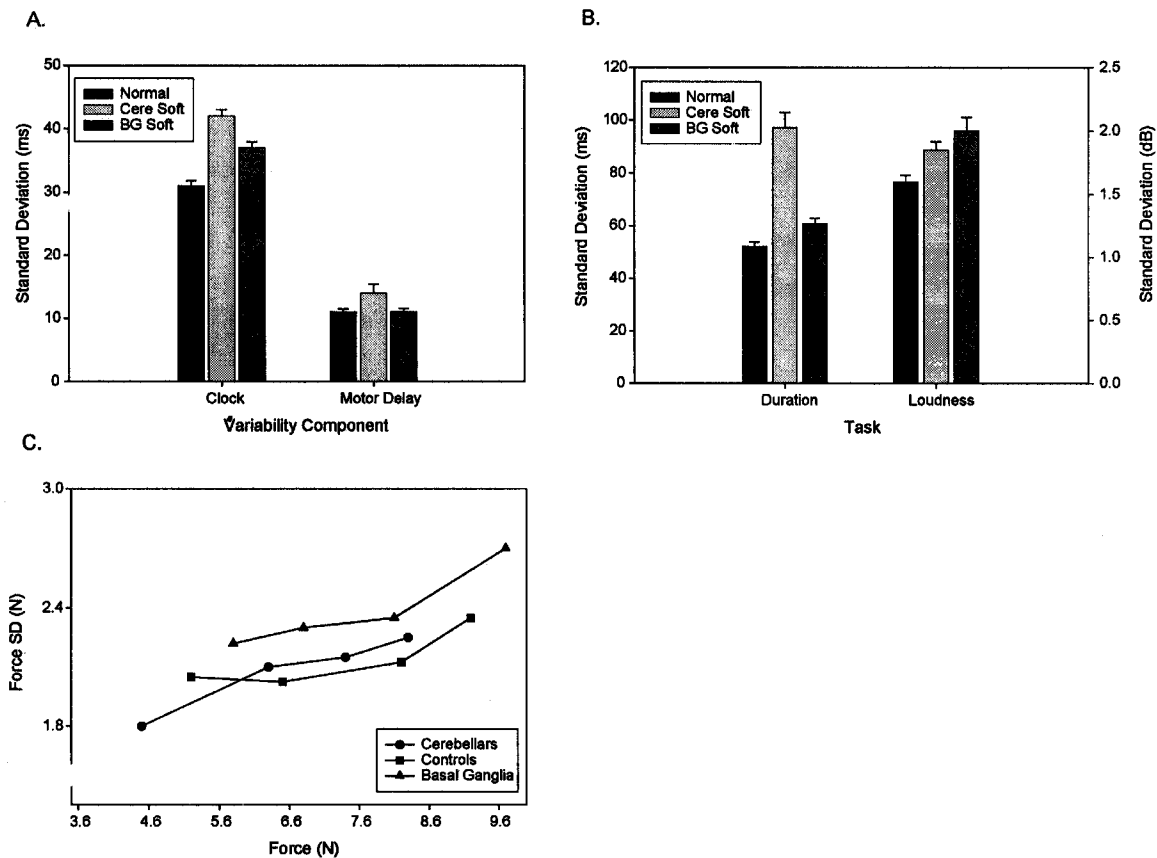 A.
50
40
30
20
10
0
Standard Deviation (ms)
Normal
Cere Soft
BG Soft
Clock
Motor Delay
Variability Component
B.
120
100
80
60
40
20
0
Standard Deviation (ms)
Normal
Cere Soft
BG Soft
2.5
2.0
1.5
1.0
0.5
0.0
Standard Deviation (dB)
Duration
Loudness
Task
C.
3.0
2.4
1.8
Force SD (N)
Cerebellars
Controls
Basal Ganglia
3.6 4.6 5.6 6.6 7.6 8.6 9.6
Force (N)